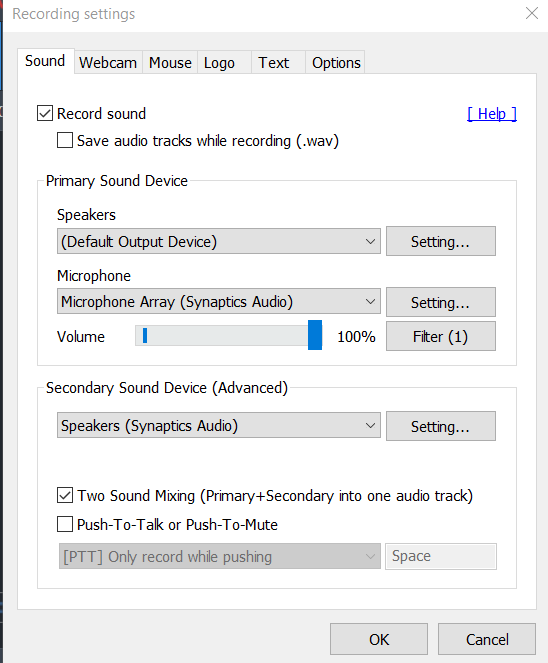 Recording settings
Sound Webcam Mouse Logo Text Options
Record sound [ Help ]
Save audio tracks while recording (.wav)
Primary Sound Device
Speakers
(Default Output Device) Setting...
Microphone
Microphone Array (Synaptics Audio) Setting...
Volume 100% Filter (1)
Secondary Sound Device (Advanced)
Speakers (Synaptics Audio) Setting...
Two Sound Mixing (Primary+Secondary into one audio track)
Push-To-Talk or Push-To-Mute
[PTT] Only record while pushing Space
OK Cancel